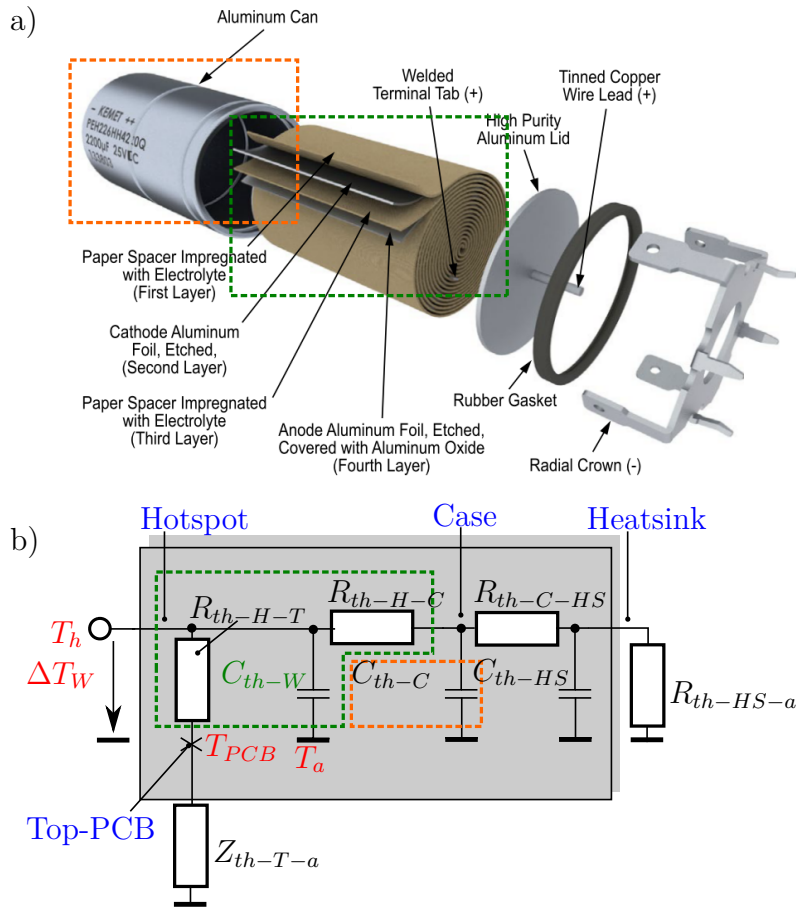 a)
Aluminum Can
Welded
Terminal Tab (+)
Tinned Copper
Wire Lead (+)
High Purity
Aluminum Lid
- KEMET ++
2200µF 25V
Paper Spacer Impregnated
with Electrolyte
(First Layer)
Cathode Aluminum
Foil, Etched,
(Second Layer)
Paper Spacer Impregnated
with Electrolyte
(Third Layer)
Anode Aluminum Foil, Etched,
Covered with Aluminum Oxide
(Fourth Layer)
Rubber Gasket
Radial Crown (-)
b)
Hotspot
Case
Heatsink
R_{th-H-T}
R_{th-H-C}
R_{th-C-HS}
T_h
ΔT_W
C_{th-W}
C_{th-C}
C_{th-HS}
R_{th-HS-a}
T_{PCB}
T_a
Top-PCB
Z_{th-T-a}